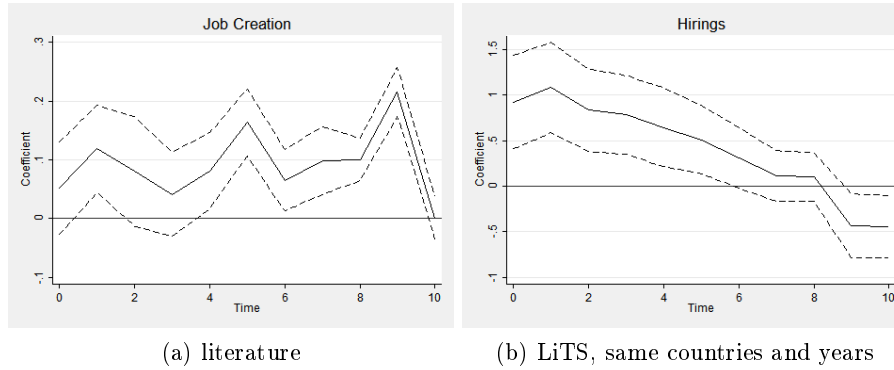 Job Creation
Coefficient
.3
.2
.1
0
-.1
0 2 4 6 8 10
Time
(a) literature
Hirings
Coefficient
1.5
1
.5
0
-.5
-1
0 2 4 6 8 10
Time
(b) LiTS, same countries and years